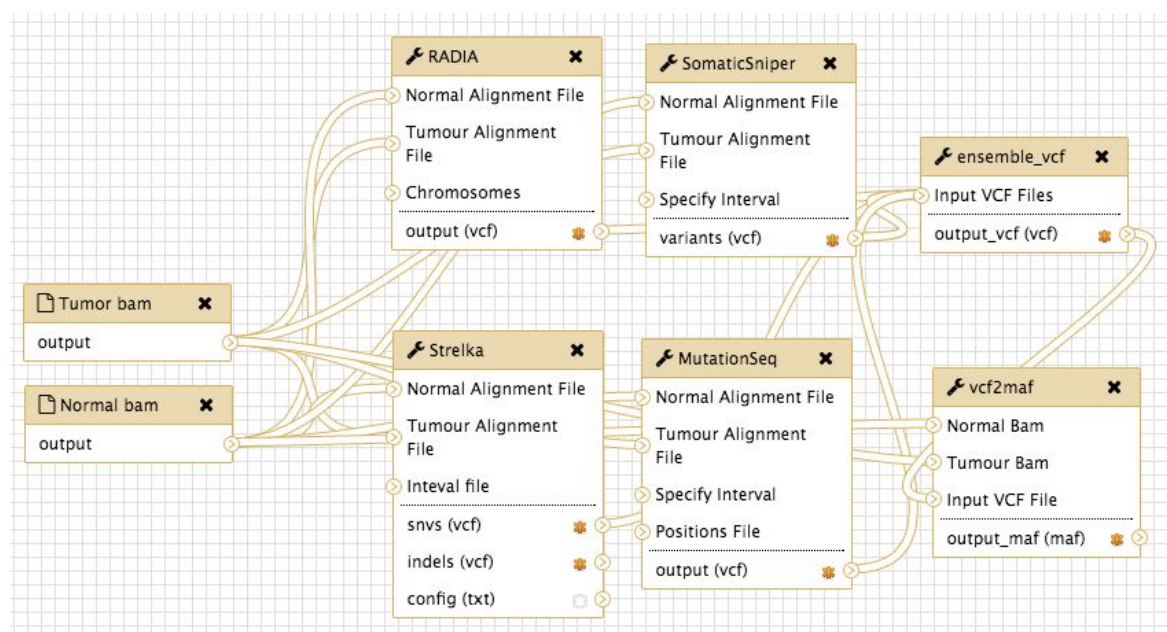 RADIA
Normal Alignment File
Tumour Alignment
File
Chromosomes
output (vcf)
SomaticSniper
Normal Alignment File
Tumour Alignment
File
Specify Interval
variants (vcf)
ensemble_vcf
Input VCF Files
output_vcf (vcf)
Tumor bam
output
Normal bam
output
Strelka
Normal Alignment File
Tumour Alignment
File
Inteval file
snvs (vcf)
indels (vcf)
config (txt)
MutationSeq
Normal Alignment File
Tumour Alignment
File
Specify Interval
Positions File
output (vcf)
vcf2maf
Normal Bam
Tumour Bam
Input VCF File
output_maf (maf)